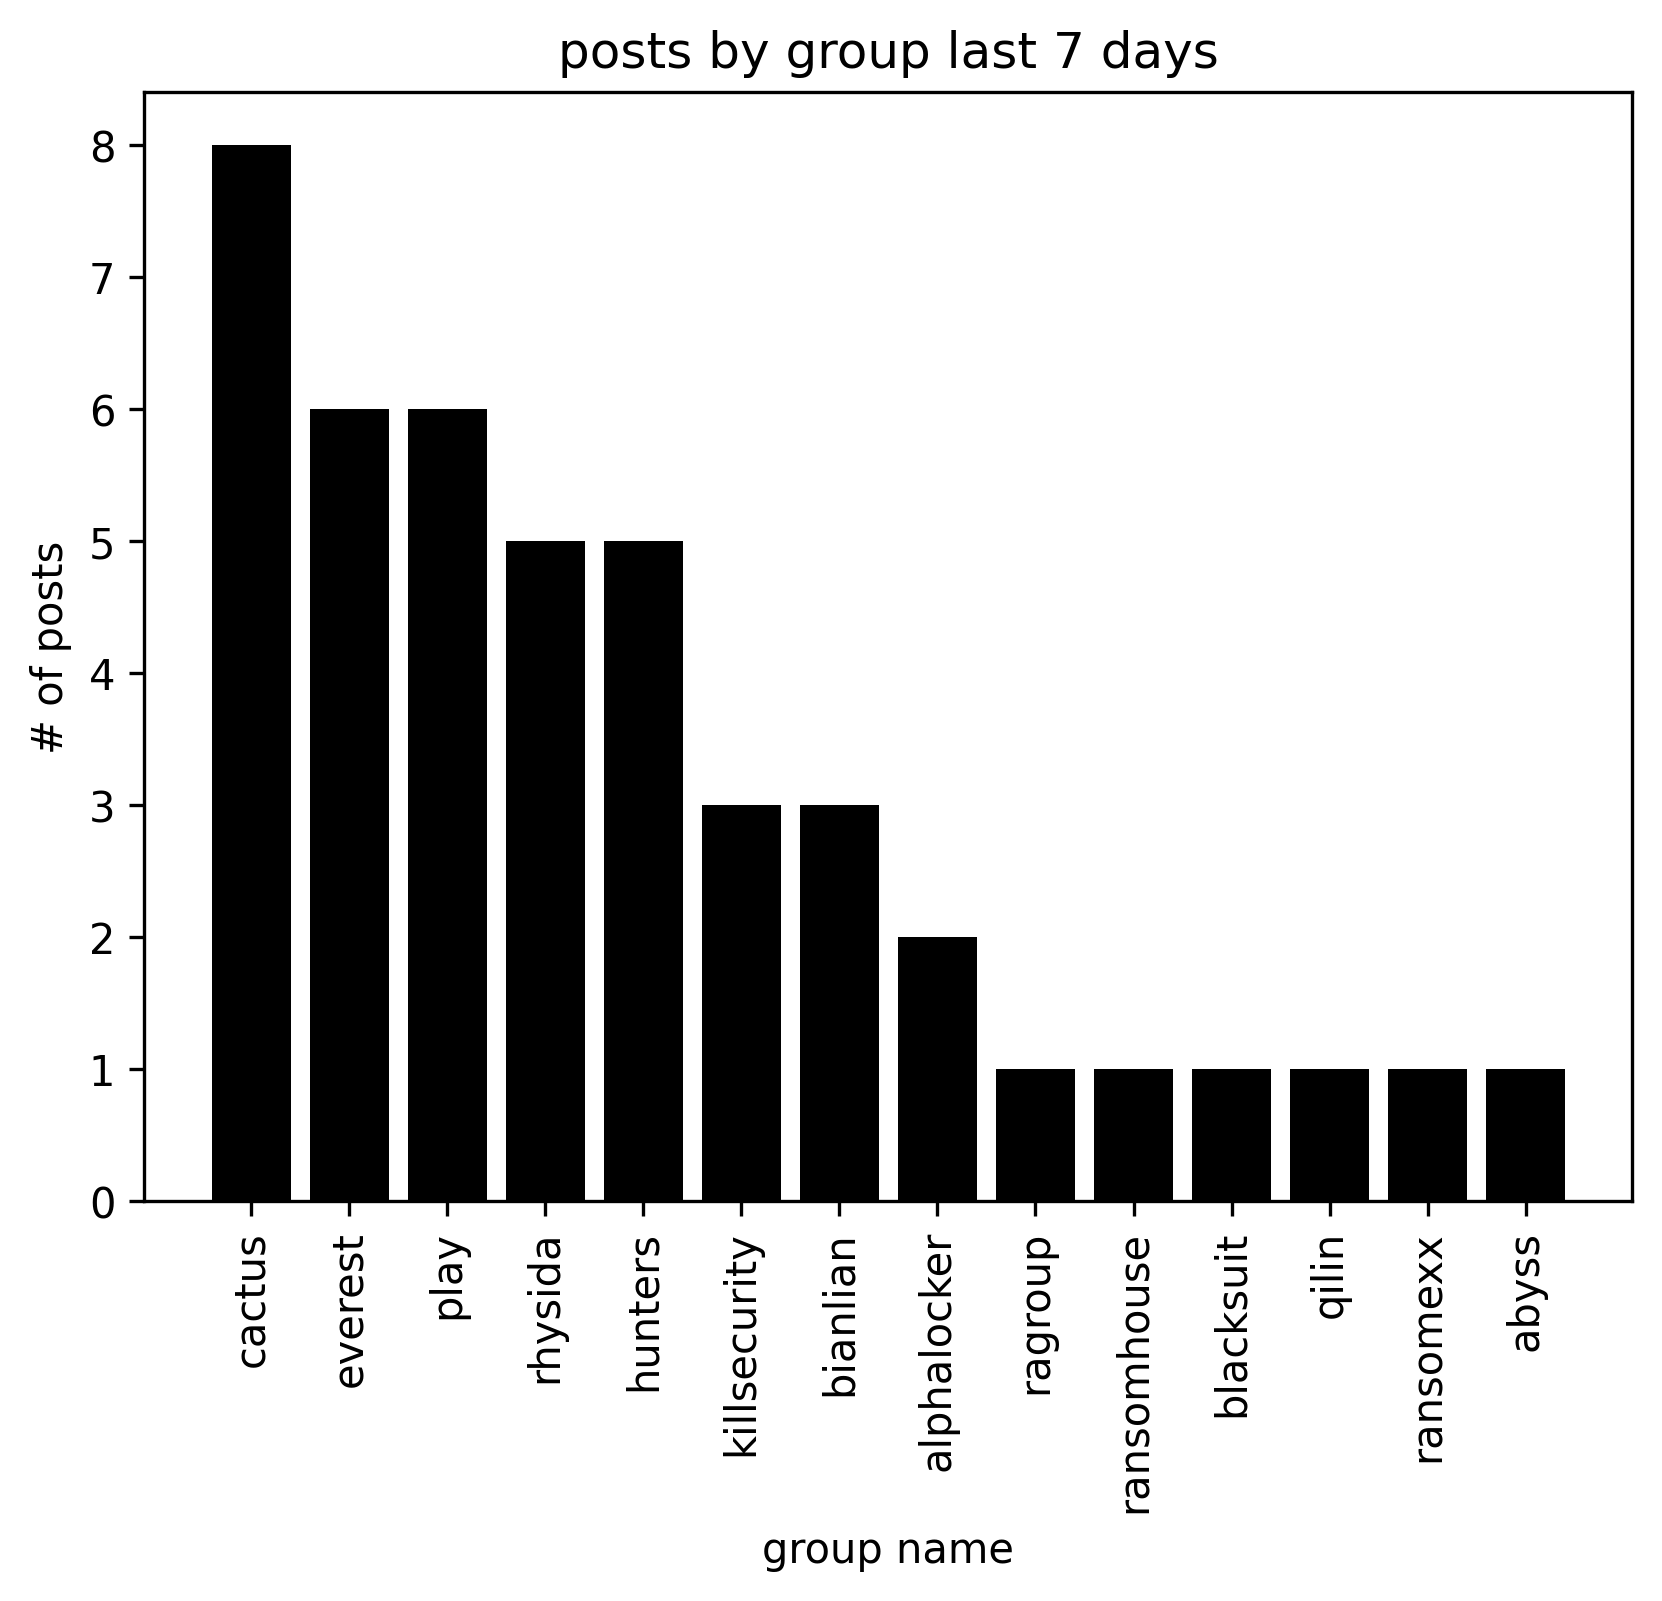 posts by group last 7 days
8
7
6
5
4
3
2
1
0
# of posts
cactus
everest
play
rhysida
hunters
killsecurity
bianlian
alphalocker
ragroup
ransomhouse
blacksuit
qilin
ransomexx
abyss
group name